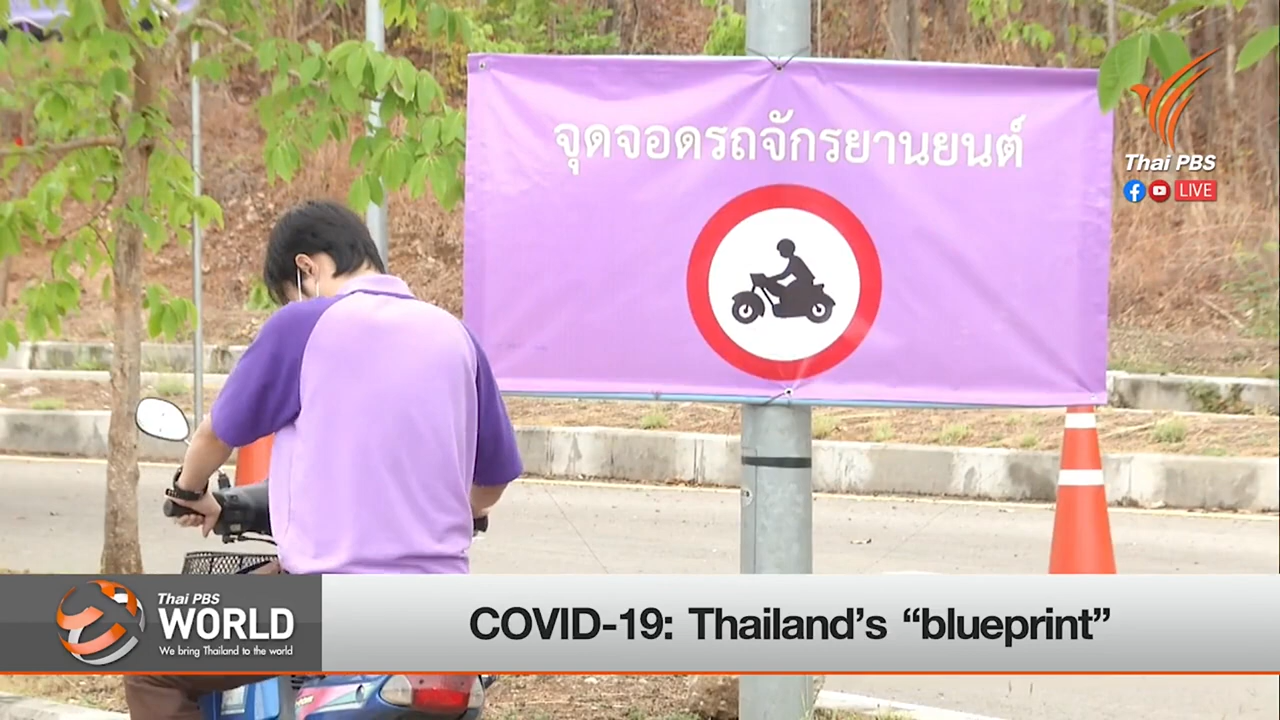 จุดจอดรถจักรยานยนต์
Thai PBS
LIVE
Thai PBS
WORLD
We bring Thailand to the world
COVID-19: Thailand's “blueprint”